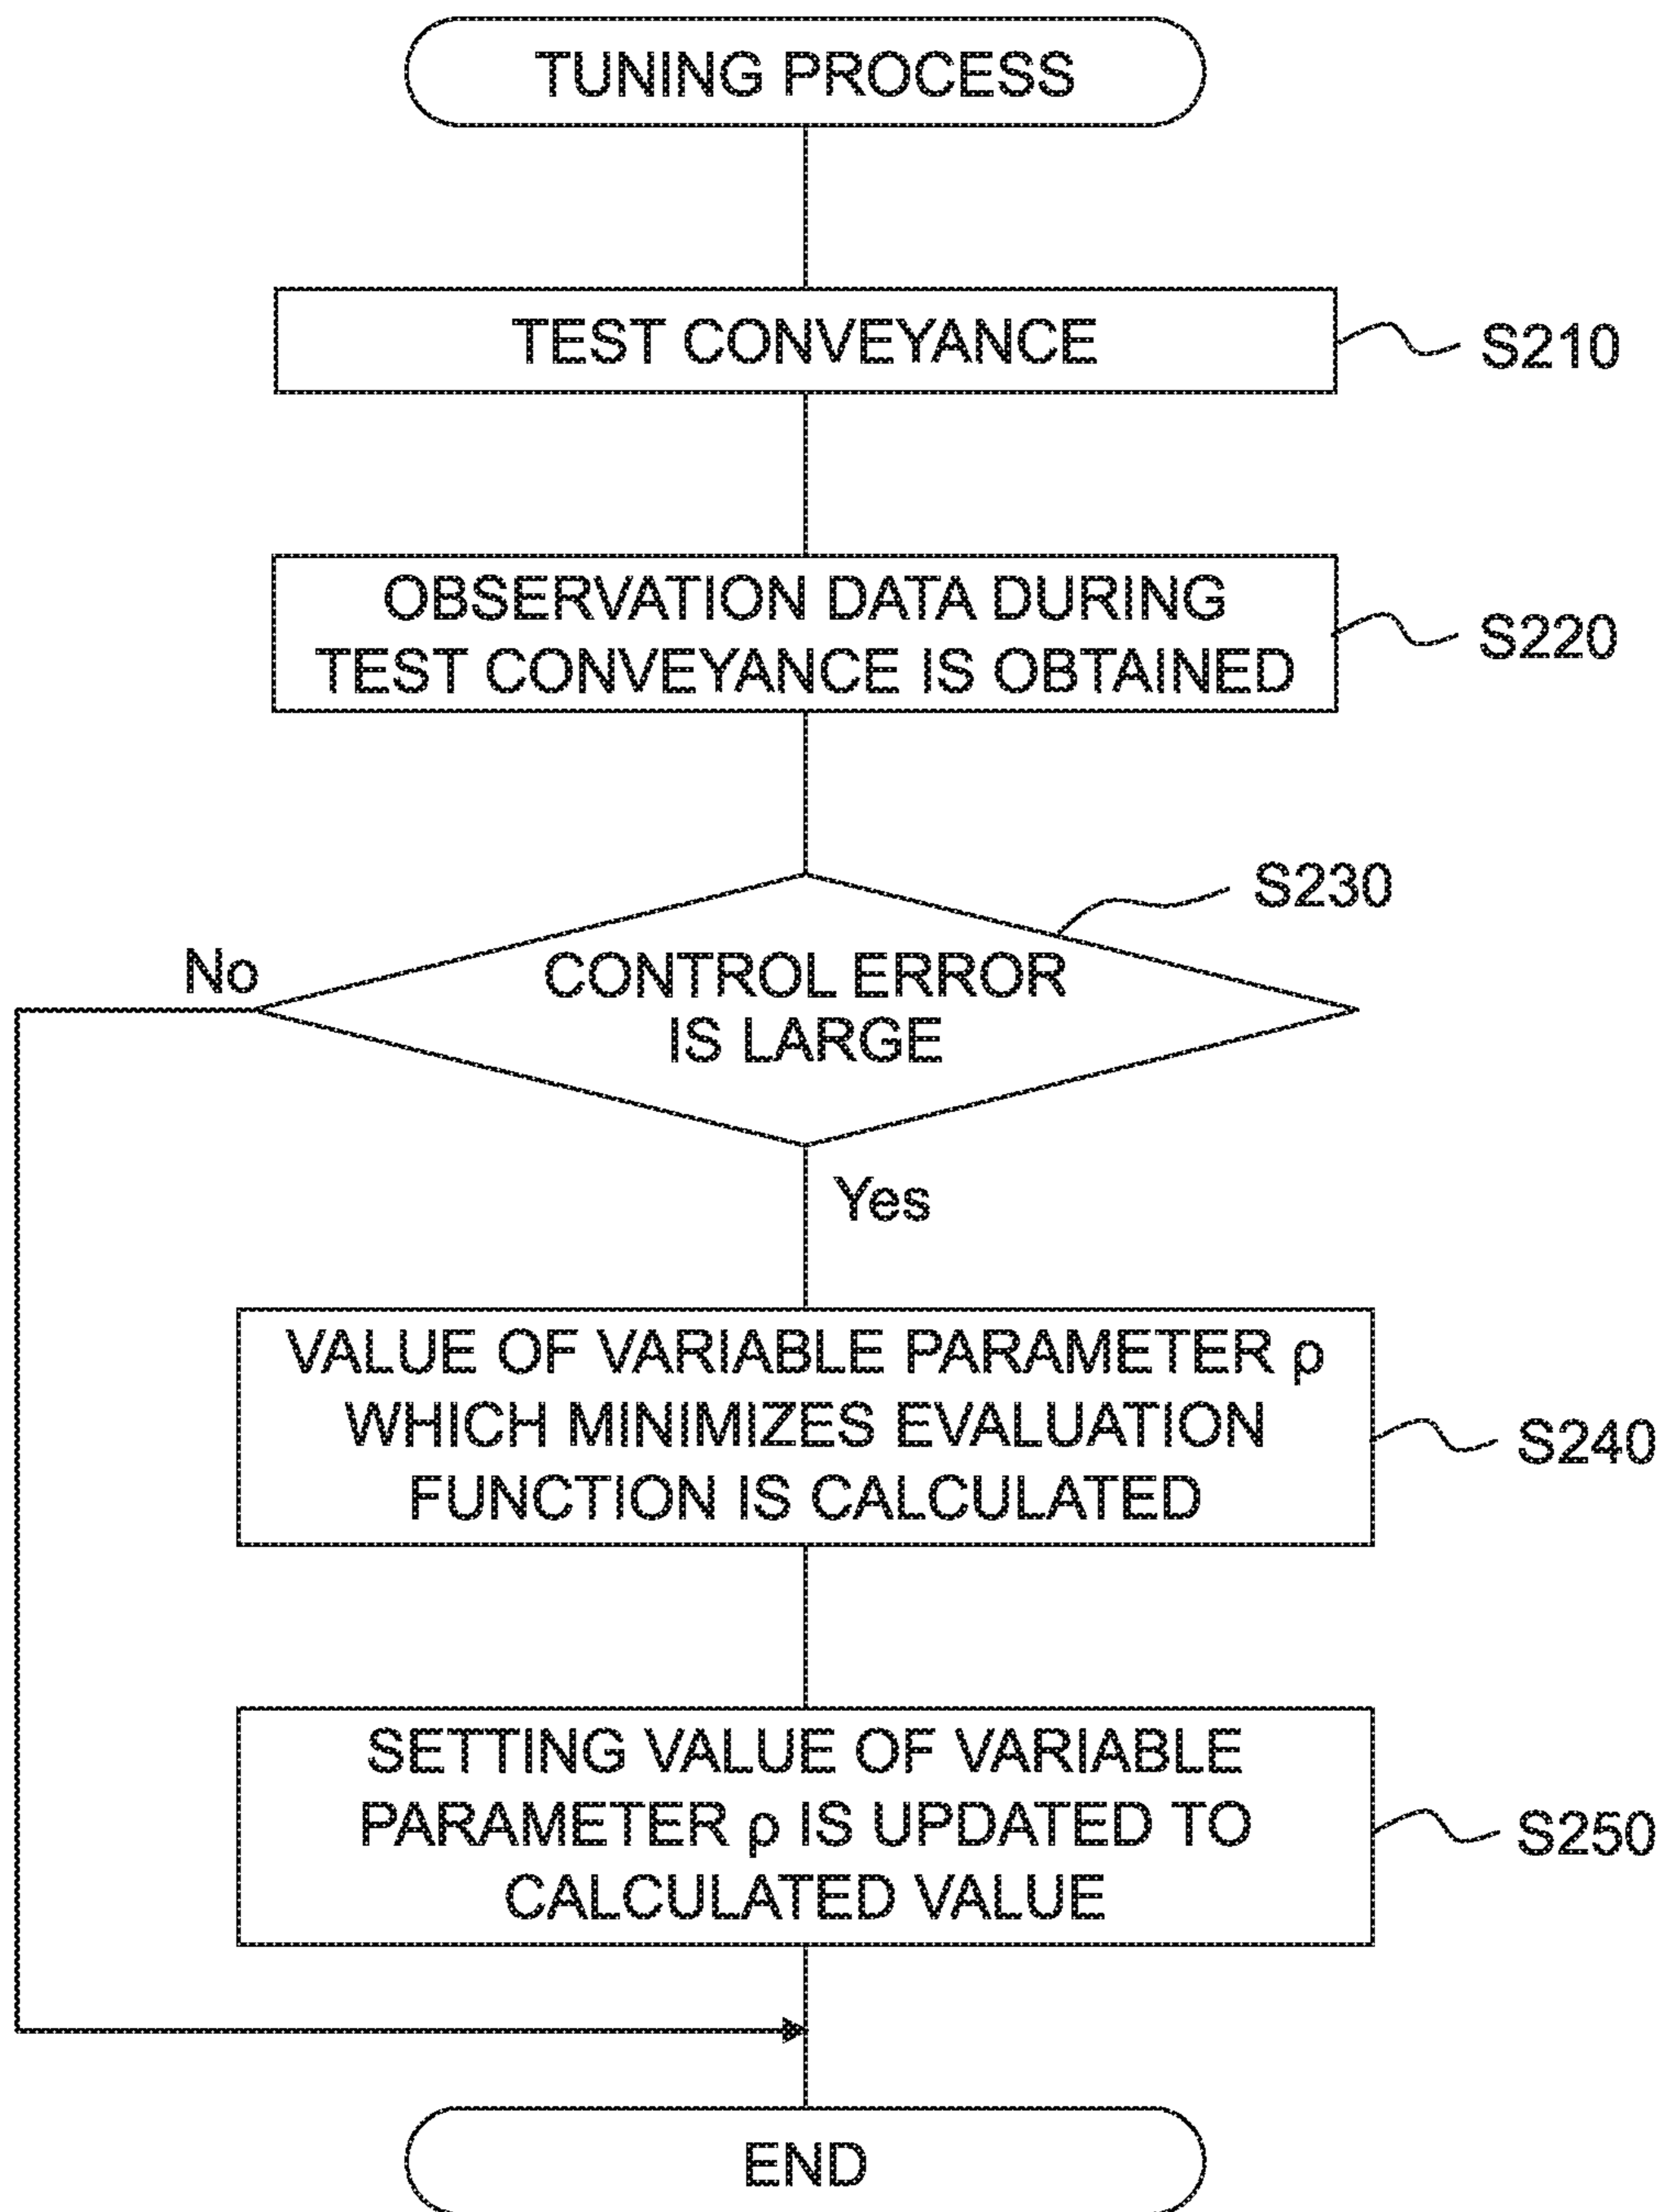 TUNING PROCESS
TEST CONVEYANCE
S210
OBSERVATION DATA DURING
TEST CONVEYANCE IS OBTAINED
S220
S230
CONTROL ERROR
IS LARGE
No
Yes
VALUE OF VARIABLE PARAMETER ρ
WHICH MINIMIZES EVALUATION
FUNCTION IS CALCULATED
S240
SETTING VALUE OF VARIABLE
PARAMETER ρ IS UPDATED TO
CALCULATED VALUE
S250
END